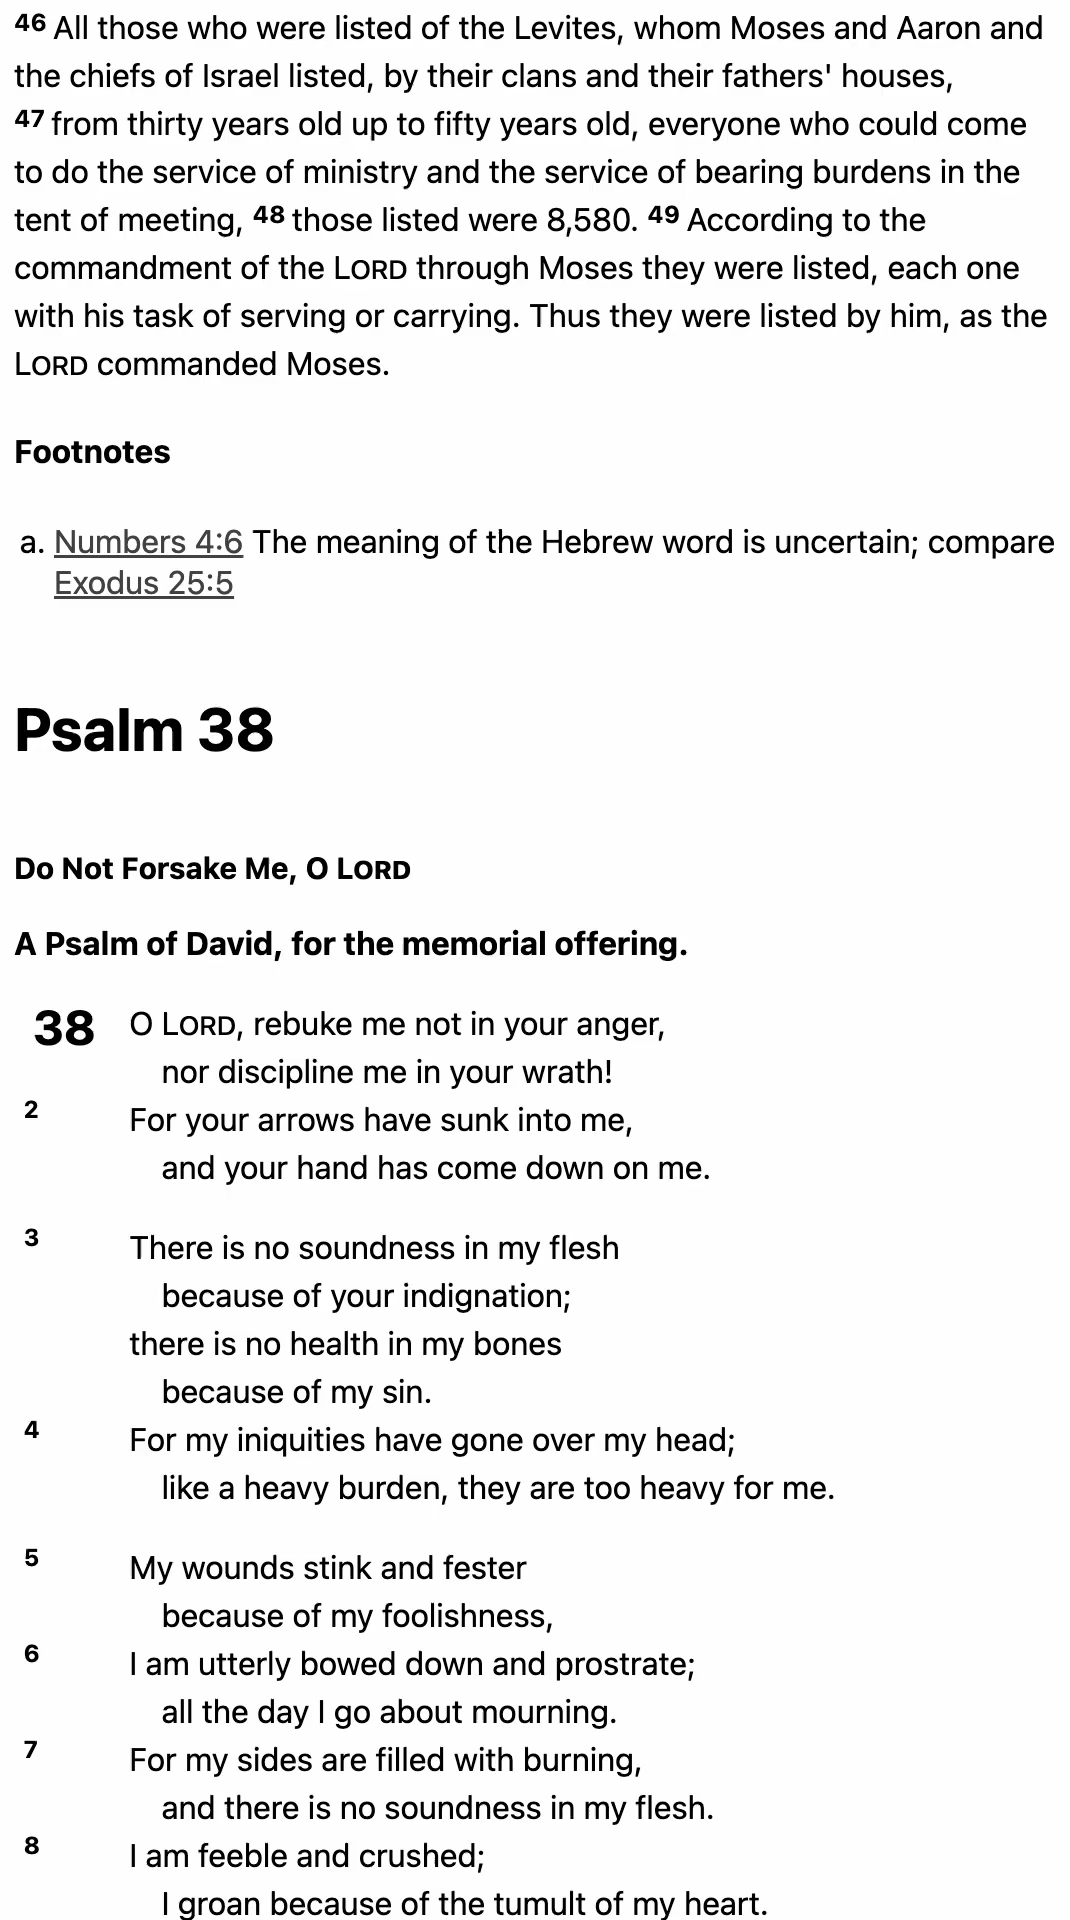 46 All those who were listed of the Levites, whom Moses and Aaron and
the chiefs of Israel listed, by their clans and their fathers' houses,
47 from thirty years old up to fifty years old, everyone who could come
to do the service of ministry and the service of bearing burdens in the
tent of meeting, 48 those listed were 8,580. 49 According to the
commandment of the LORD through Moses they were listed, each one
with his task of serving or carrying. Thus they were listed by him, as the
LORD commanded Moses.
Footnotes
a. Numbers 4:6 The meaning of the Hebrew word is uncertain; compare
Exodus 25:5
Psalm 38
Do Not Forsake Me, O LORD
A Psalm of David, for the memorial offering.
38 O LORD, rebuke me not in your anger,
nor discipline me in your wrath!
2 For your arrows have sunk into me,
and your hand has come down on me.
3 There is no soundness in my flesh
because of your indignation;
there is no health in my bones
because of my sin.
4 For my iniquities have gone over my head;
like a heavy burden, they are too heavy for me.
5 My wounds stink and fester
because of my foolishness,
6 I am utterly bowed down and prostrate;
all the day I go about mourning.
7 For my sides are filled with burning,
and there is no soundness in my flesh.
8 I am feeble and crushed;
I groan because of the tumult of my heart.